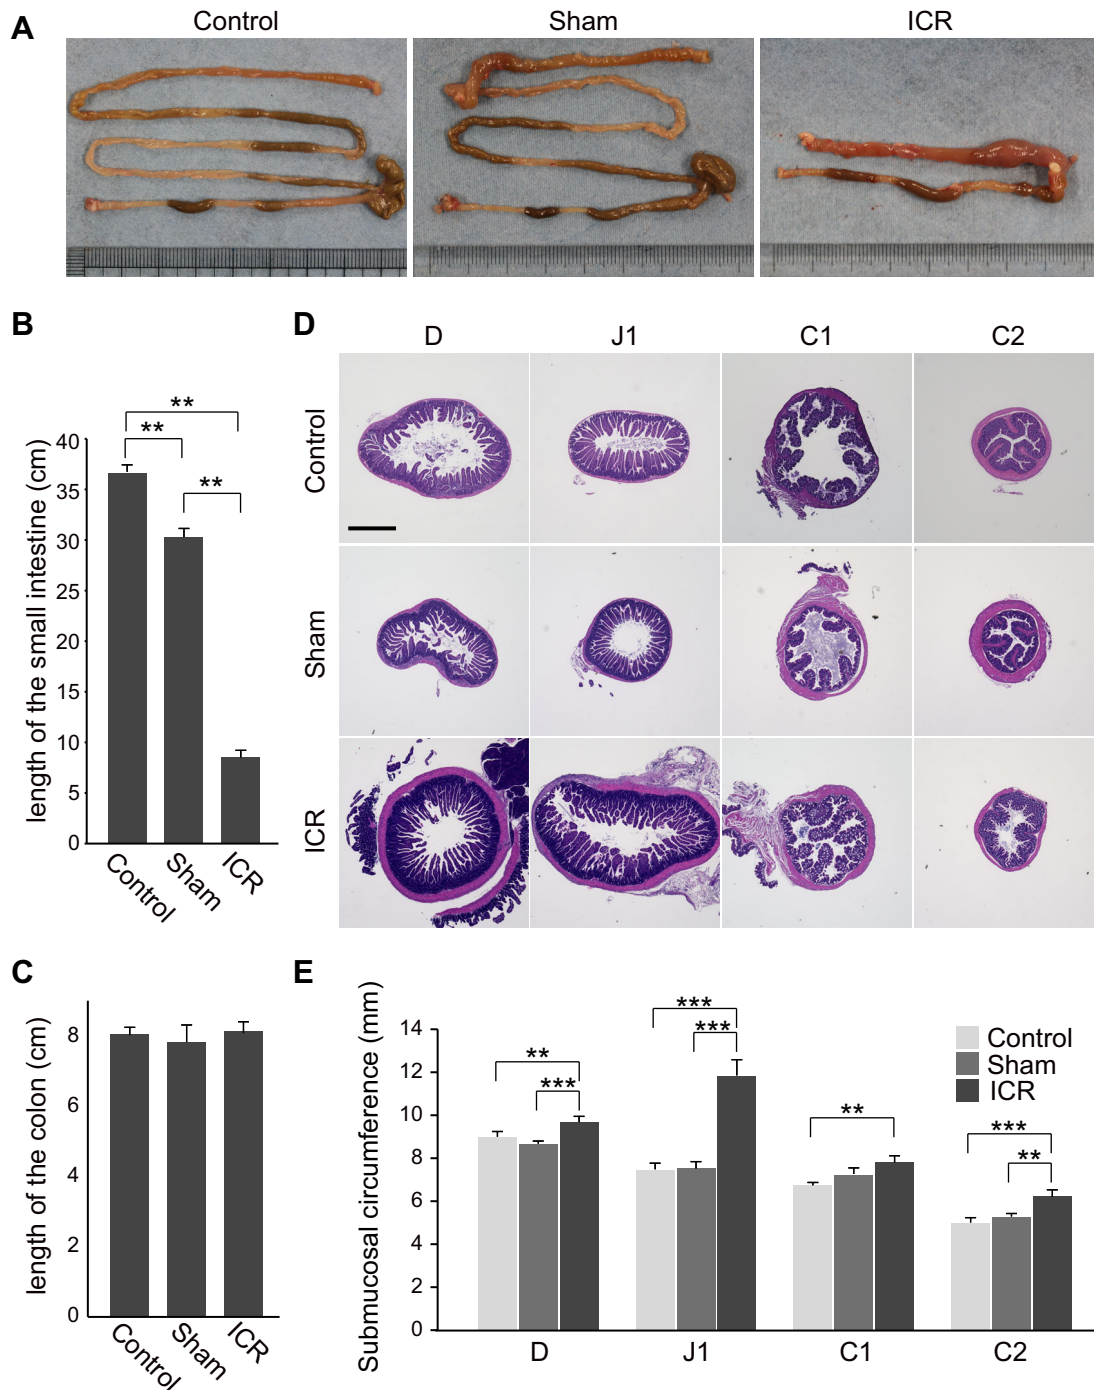 A
Control
Sham
ICR
B
**
**
**
length of the small intestine (cm)
40
35
30
25
20
15
10
5
0
Control
Sham
ICR
C
length of the colon (cm)
8
6
4
2
0
Control
Sham
ICR
D
D
J1
C1
C2
Control
Sham
ICR
E
Submucosal circumference (mm)
14
12
10
8
6
4
2
0
**
***
***
***
**
***
**
Control
Sham
ICR
D
J1
C1
C2